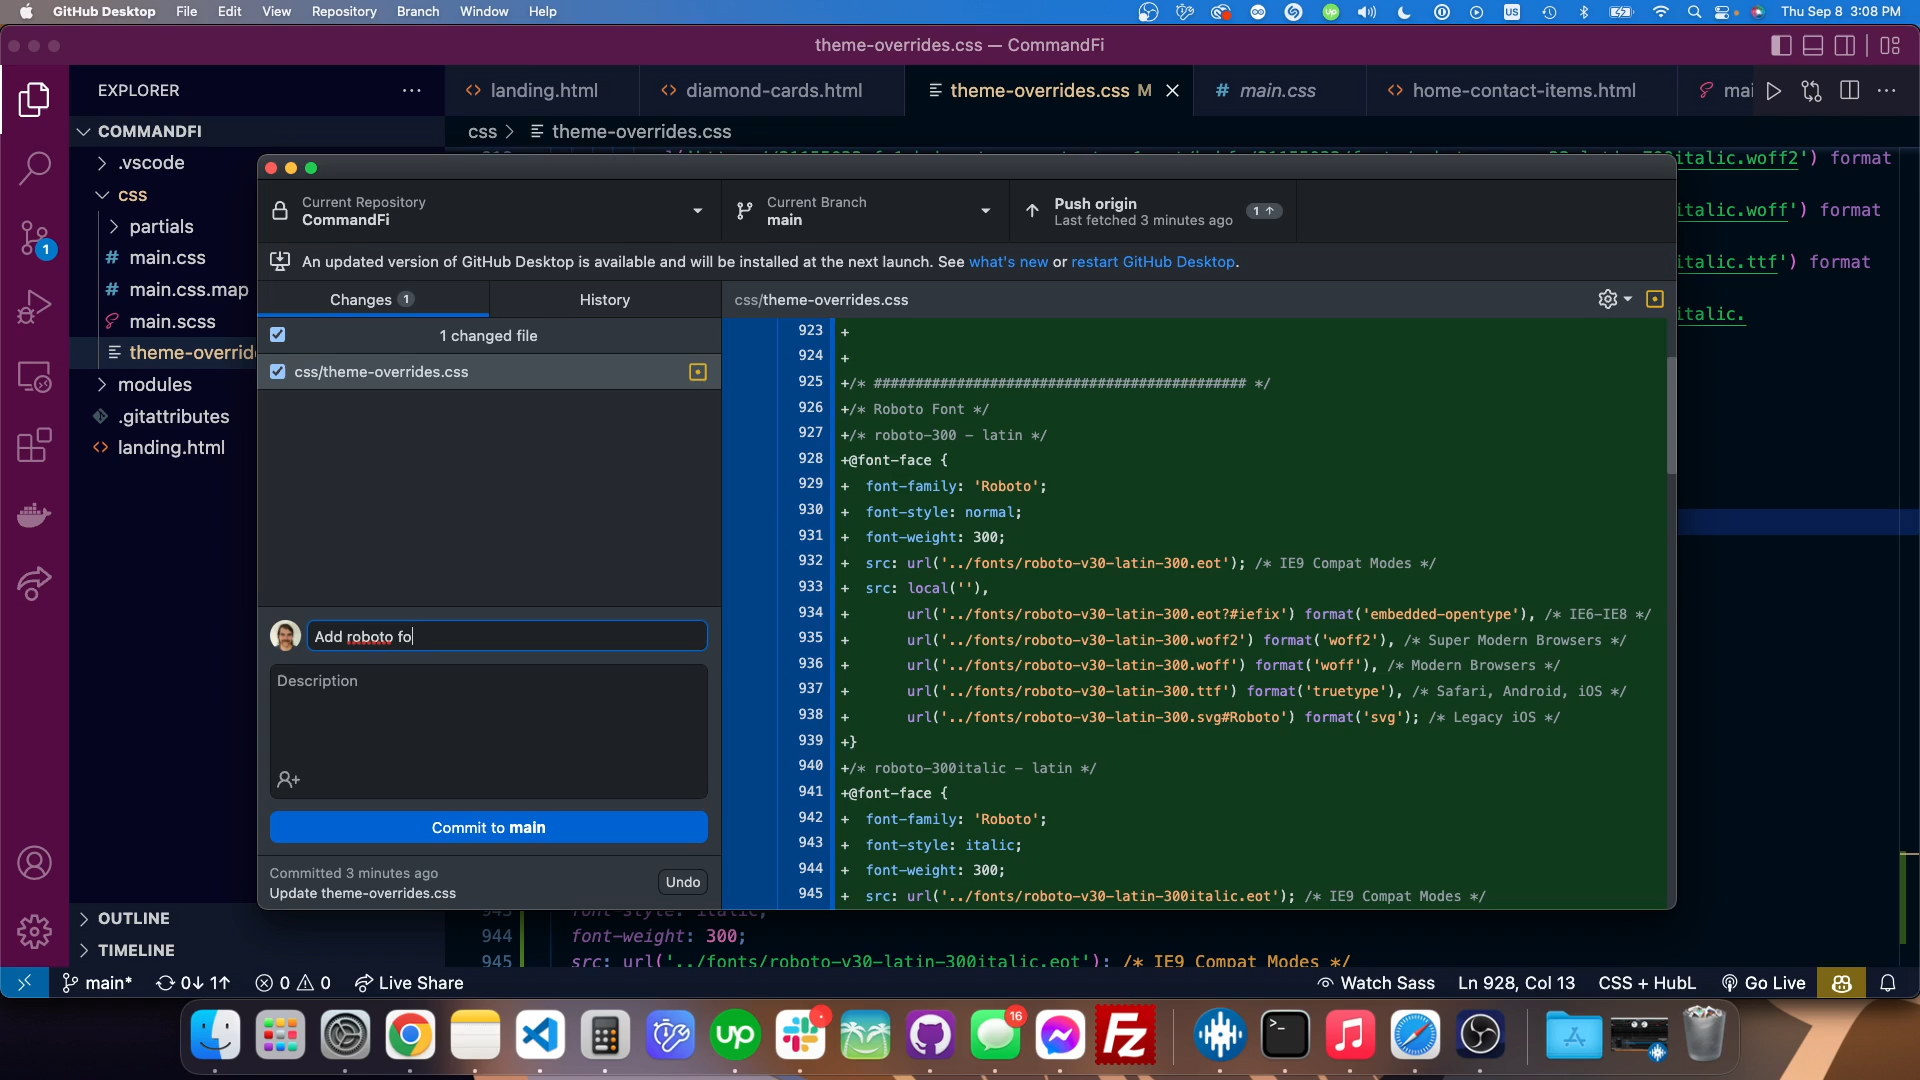 GitHub Desktop File Edit View Repository Branch Window Help
US Thu Sep 8 3:08 PM
theme-overrides.css — CommandFi
EXPLORER
landing.html
diamond-cards.html
theme-overrides.css M
# main.css
home-contact-items.html
mai
COMMANDFI
css > theme-overrides.css
.vscode
css
partials
# main.css
# main.css.map
main.scss
theme-overrid
modules
.gitattributes
landing.html
1
italic.woff2') format
italic.woff') format
italic.ttf') format
italic.
Current Repository
CommandFi
Current Branch
main
Push origin
Last fetched 3 minutes ago
1
An updated version of GitHub Desktop is available and will be installed at the next launch. See what's new or restart GitHub Desktop.
Changes 1
History
css/theme-overrides.css
1 changed file
css/theme-overrides.css
923 +
924 +
925 +/* ############################################# */
926 +/* Roboto Font */
927 +/* roboto-300 - latin */
928 +@font-face {
929 + font-family: 'Roboto';
930 + font-style: normal;
931 + font-weight: 300;
932 + src: url('../fonts/roboto-v30-latin-300.eot'); /* IE9 Compat Modes */
933 + src: local(''),
934 + url('../fonts/roboto-v30-latin-300.eot?#iefix') format('embedded-opentype'), /* IE6-IE8 */
935 + url('../fonts/roboto-v30-latin-300.woff2') format('woff2'), /* Super Modern Browsers */
936 + url('../fonts/roboto-v30-latin-300.woff') format('woff'), /* Modern Browsers */
937 + url('../fonts/roboto-v30-latin-300.ttf') format('truetype'), /* Safari, Android, iOS */
938 + url('../fonts/roboto-v30-latin-300.svg#Roboto') format('svg'); /* Legacy iOS */
939 +}
940 +/* roboto-300italic - latin */
941 +@font-face {
942 + font-family: 'Roboto';
943 + font-style: italic;
944 + font-weight: 300;
945 + src: url('../fonts/roboto-v30-latin-300italic.eot'); /* IE9 Compat Modes */
Add roboto fo
Description
Commit to main
Committed 3 minutes ago
Update theme-overrides.css
Undo
OUTLINE
TIMELINE
943 font-style: italic;
944 font-weight: 300;
945 src: url('../fonts/roboto-v30-latin-300italic.eot'); /* IE9 Compat Modes */
main* 0↓ 1↑ 0 0 Live Share
Watch Sass Ln 928, Col 13 CSS + HubL Go Live
up
16
Fz